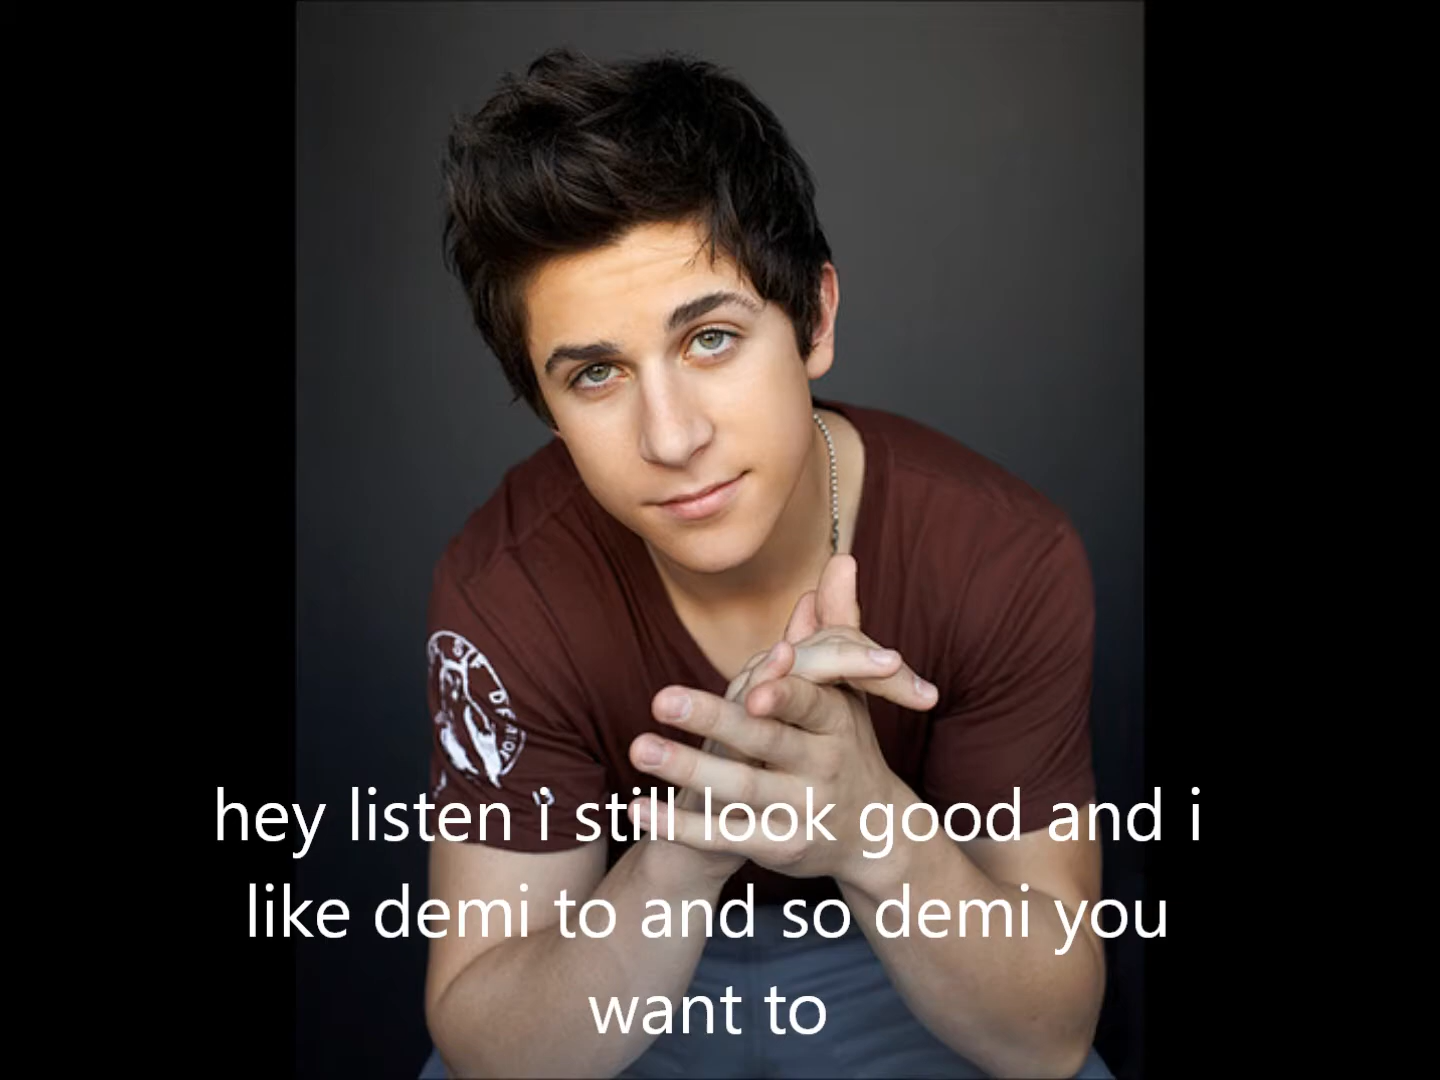 hey listen i still look good and i
like demi to and so demi you
want to